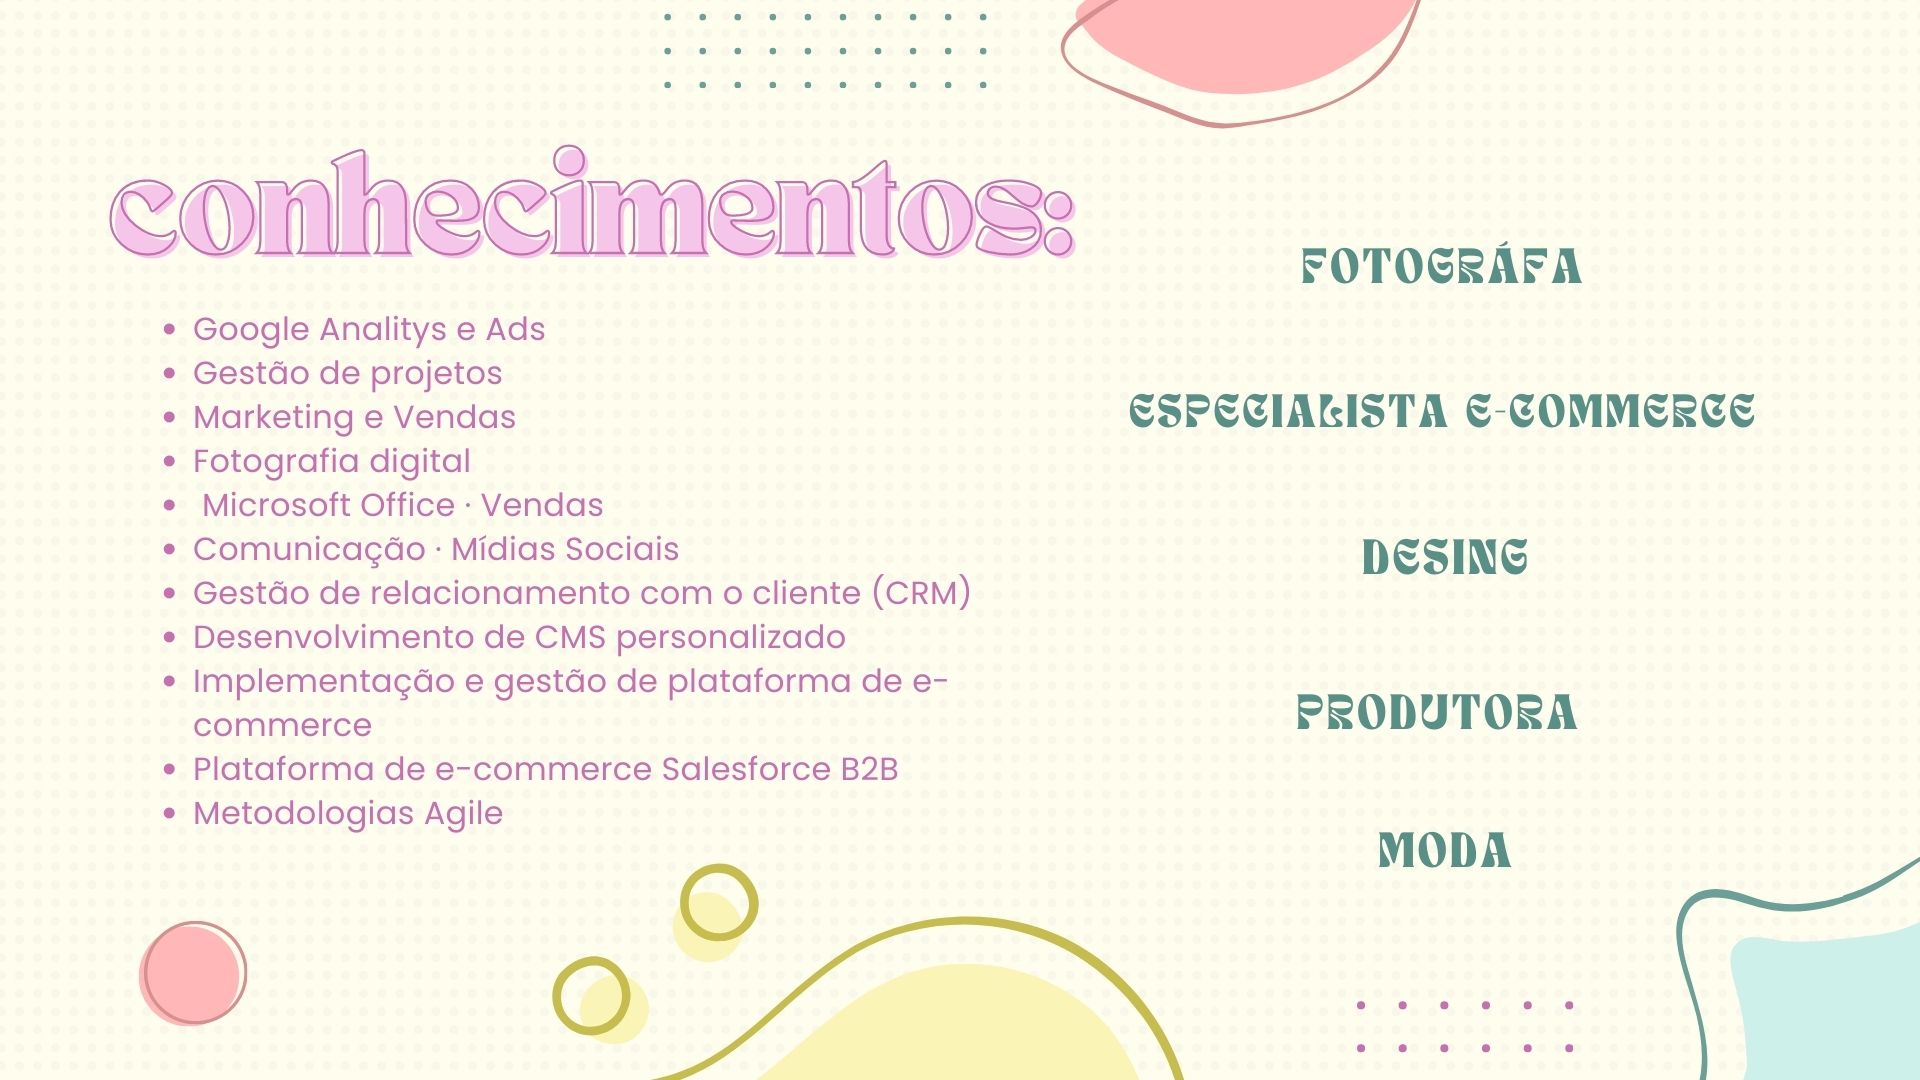 conhecimentos:
• Google Analitys e Ads
• Gestão de projetos
• Marketing e Vendas
• Fotografia digital
• Microsoft Office · Vendas
• Comunicação · Mídias Sociais
• Gestão de relacionamento com o cliente (CRM)
• Desenvolvimento de CMS personalizado
• Implementação e gestão de plataforma de e-
commerce
• Plataforma de e-commerce Salesforce B2B
• Metodologias Agile
FOTOGRÁFA
ESPECIALISTA E-COMMERCE
DESING
PRODUTORA
MODA